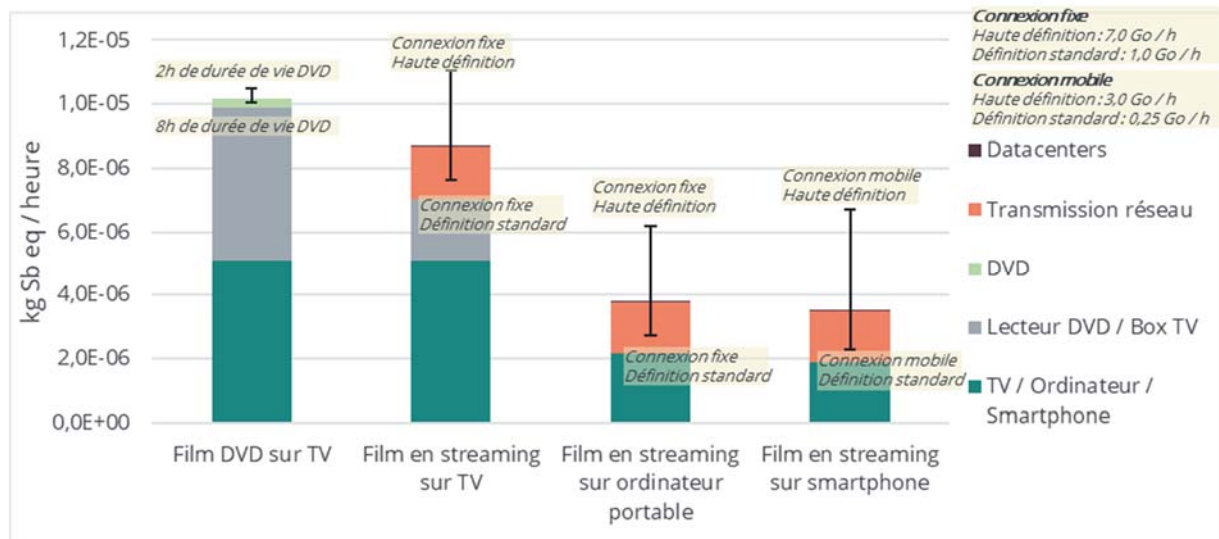 Connexion fixe
Haute définition : 7,0 Go / h
Définition standard : 1,0 Go / h
Connexion mobile
Haute définition : 3,0 Go / h
Définition standard : 0,25 Go / h
Datacenters
Transmission réseau
DVD
Lecteur DVD / Box TV
TV / Ordinateur /
Smartphone
kg Sb eq / heure
1,2E-05
1,0E-05
8,0E-06
6,0E-06
4,0E-06
2,0E-06
0,0E+00
2h de durée de vie DVD
8h de durée de vie DVD
Connexion fixe
Haute définition
Connexion fixe
Définition standard
Connexion fixe
Haute définition
Connexion fixe
Définition standard
Connexion mobile
Haute définition
Connexion mobile
Définition standard
Film DVD sur TV
Film en streaming
sur TV
Film en streaming
sur ordinateur
portable
Film en streaming
sur smartphone